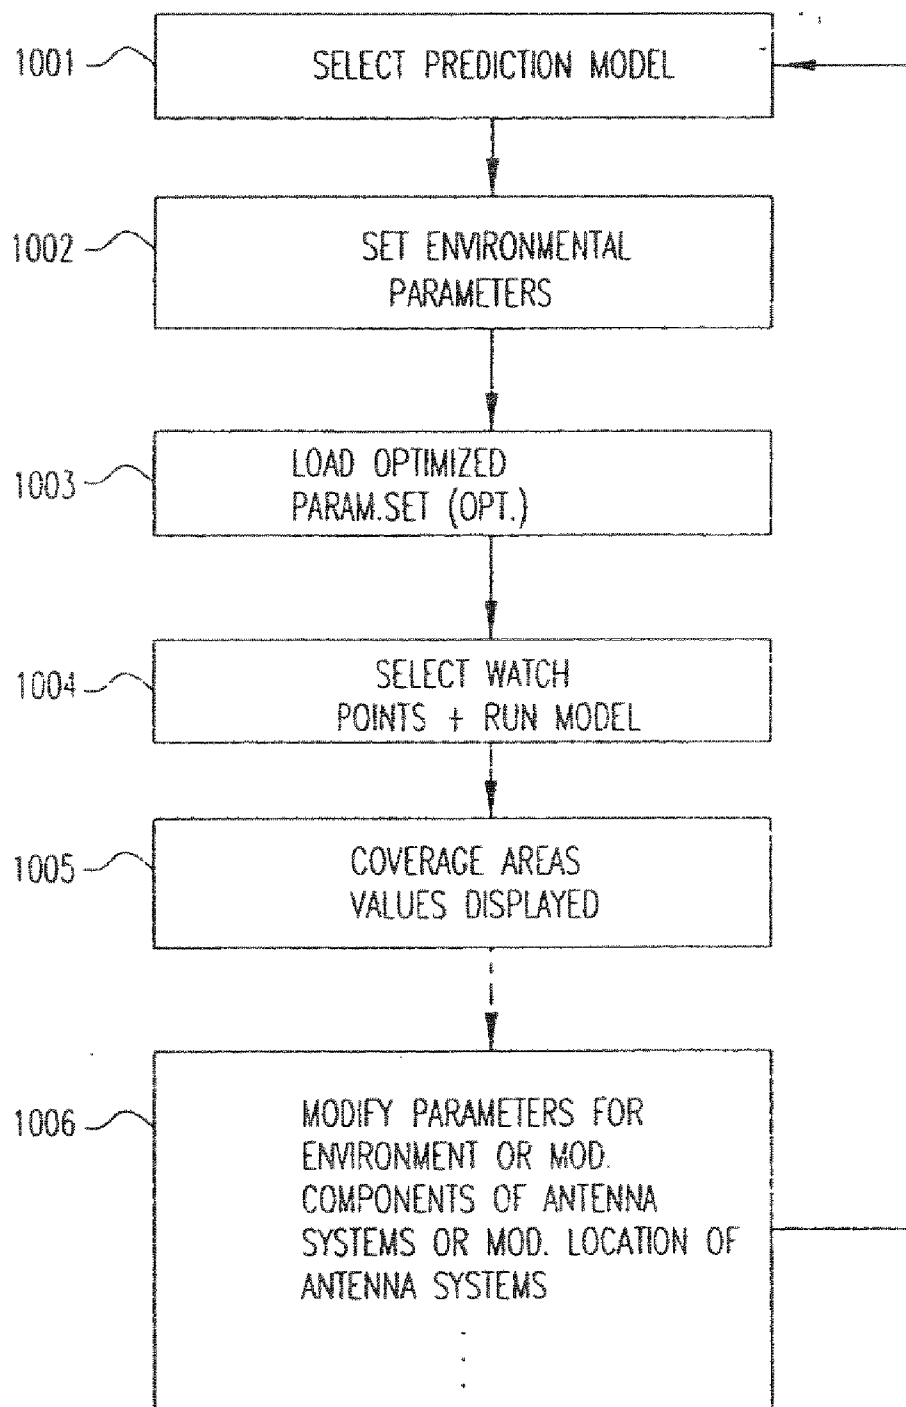 1001
SELECT PREDICTION MODEL
1002
SET ENVIRONMENTAL
PARAMETERS
1003
LOAD OPTIMIZED
PARAM.SET (OPT.)
1004
SELECT WATCH
POINTS + RUN MODEL
1005
COVERAGE AREAS
VALUES DISPLAYED
1006
MODIFY PARAMETERS FOR
ENVIRONMENT OR MOD.
COMPONENTS OF ANTENNA
SYSTEMS OR MOD. LOCATION OF
ANTENNA SYSTEMS